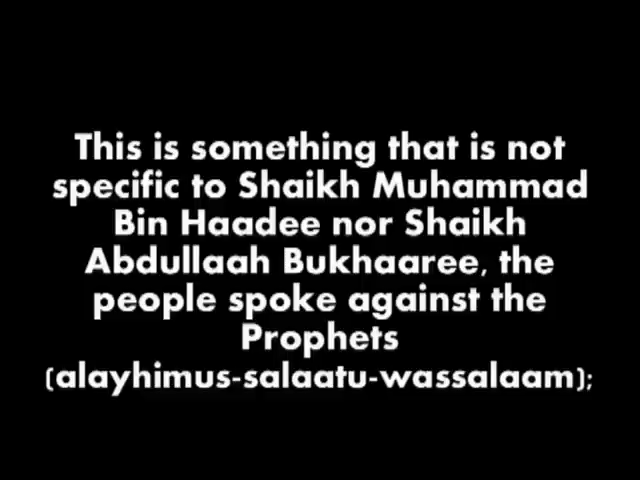 This is something that is not
specific to Shaikh Muhammad
Bin Haadee nor Shaikh
Abdullaah Bukhaaree, the
people spoke against the
Prophets
(alayhimus-salaatu-wassalaam);